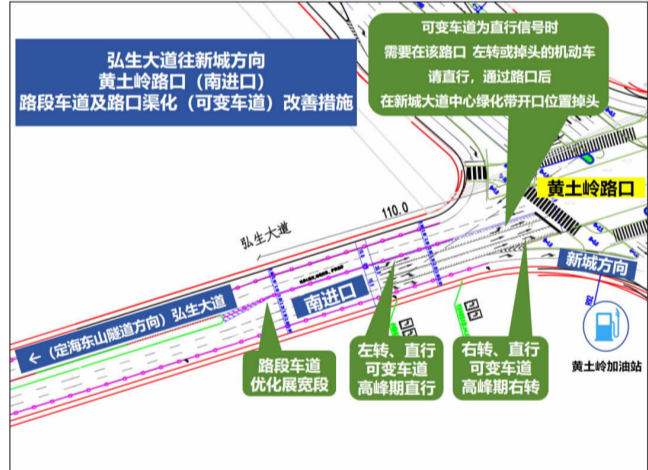 弘生大道往新城方向
黄土岭路口（南进口）
路段车道及路口渠化（可变车道）改善措施
可变车道为直行信号时
需要在该路口 左转或掉头的机动车
请直行，通过路口后
在新城大道中心绿化带开口位置掉头
黄土岭路口
110.0
弘生大道
新城方向
南进口
←（定海东山隧道方向）弘生大道
路段车道
优化展宽段
左转、直行
可变车道
高峰期直行
右转、直行
可变车道
高峰期右转
黄土岭加油站